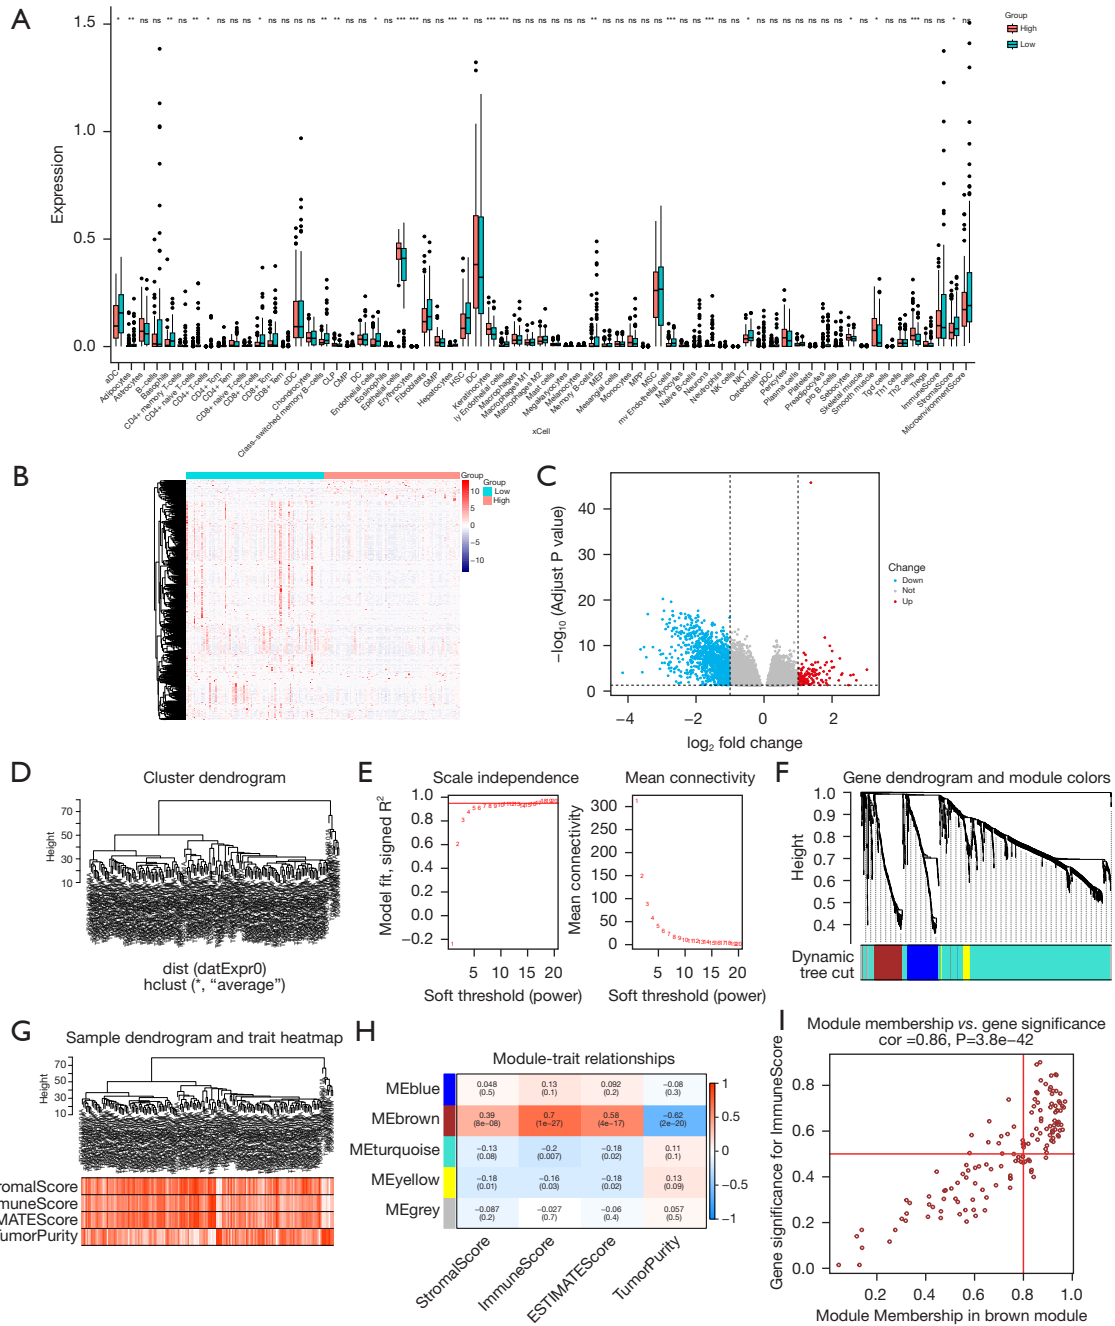 A
Expression
1.5
1.0
0.5
0.0
Group
High
Low
aDC
Adipocytes
Astrocytes
B-cells
Basophils
CD4+ memory T-cells
CD4+ naive T-cells
CD4+ T-cells
CD4+ Tcm
CD4+ Tem
CD8+ naive T-cells
CD8+ T-cells
CD8+ Tcm
CD8+ Tem
cDC
Chondrocytes
Class-switched memory B-cells
CLP
CMP
DC
Endothelial cells
Eosinophils
Epithelial cells
Erythrocytes
Fibroblasts
GMP
Hepatocytes
HSC
iDC
Keratinocytes
ly Endothelial cells
Macrophages
Macrophages M1
Macrophages M2
Mast cells
Megakaryocytes
Melanocytes
Memory B-cells
MEP
Mesangial cells
Monocytes
MPP
MSC
mv Endothelial cells
Myocytes
Naive B-cells
Neurons
Neutrophils
NK cells
NKT
Osteoblast
pDC
Pericytes
Plasma cells
Platelets
Preadipocytes
pro B-cells
Sebocytes
Skeletal muscle
Smooth muscle
Tgd cells
Th1 cells
Th2 cells
Tregs
ImmuneScore
StromaScore
MicroenvironmentScore
xCell
B
Group
10
5
0
−5
−10
Group
Low
High
C
−log10 (Adjust P value)
40
30
20
10
0
−4
−2
0
2
log2 fold change
Change
Down
Not
Up
D
Cluster dendrogram
Height
70
50
30
10
dist (datExpr0)
hclust (*, “average”)
E
Scale independence
Model fit, signed R2
1.0
0.8
0.6
0.4
0.2
0.0
−0.2
5
10
15
20
Soft threshold (power)
Mean connectivity
Mean connectivity
300
250
200
150
100
50
0
5
10
15
20
Soft threshold (power)
F
Gene dendrogram and module colors
Height
1.0
0.9
0.8
0.7
0.6
0.5
0.4
Dynamic
tree cut
G
Sample dendrogram and trait heatmap
Height
70
50
30
10
romalScore
muneScore
MATEScore
umorPurity
H
Module-trait relationships
MEblue
0.048 0.13 0.092 −0.08
(0.5) (0.1) (0.2) (0.3)
MEbrown
0.39 0.7 0.58 −0.62
(8e−08) (1e−27) (4e−17) (2e−20)
MEturquoise
−0.13 −0.2 −0.18 0.11
(0.08) (0.007) (0.02) (0.1)
MEyellow
−0.18 −0.16 −0.18 0.13
(0.01) (0.03) (0.02) (0.09)
MEgrey
−0.087 −0.027 −0.06 0.057
(0.2) (0.7) (0.4) (0.5)
StromalScore
ImmuneScore
ESTIMATEScore
TumorPurity
1
0.5
0
−0.5
−1
I
Module membership vs. gene significance
cor =0.86, P=3.8e−42
Gene significance for ImmuneScore
0.8
0.6
0.4
0.2
0.0
0.2
0.4
0.6
0.8
1.0
Module Membership in brown module